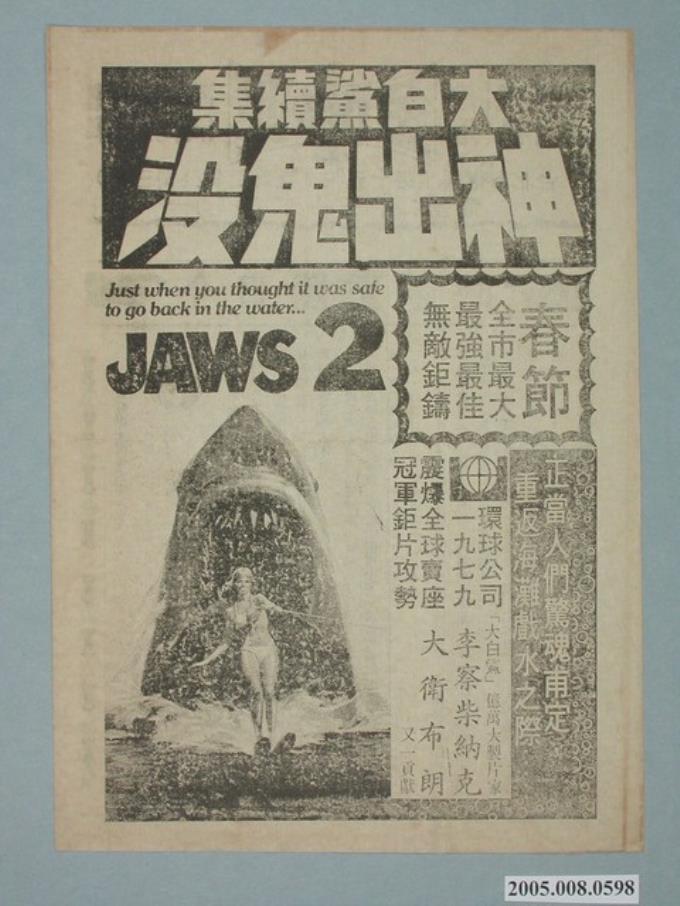 大白鯊續集
神出鬼沒
Just when you thought it was safe
to go back in the water...
JAWS 2
春節
全市最大
最強最佳
無敵鉅鑄
正當人們驚魂甫定
重返海灘戲水之際
環球公司
一九七九
震爆全球賣座
冠軍鉅片攻勢
「大白鯊」億萬大製片家
李察柴納克
大衛布朗
又一貢獻
2005.008.0598